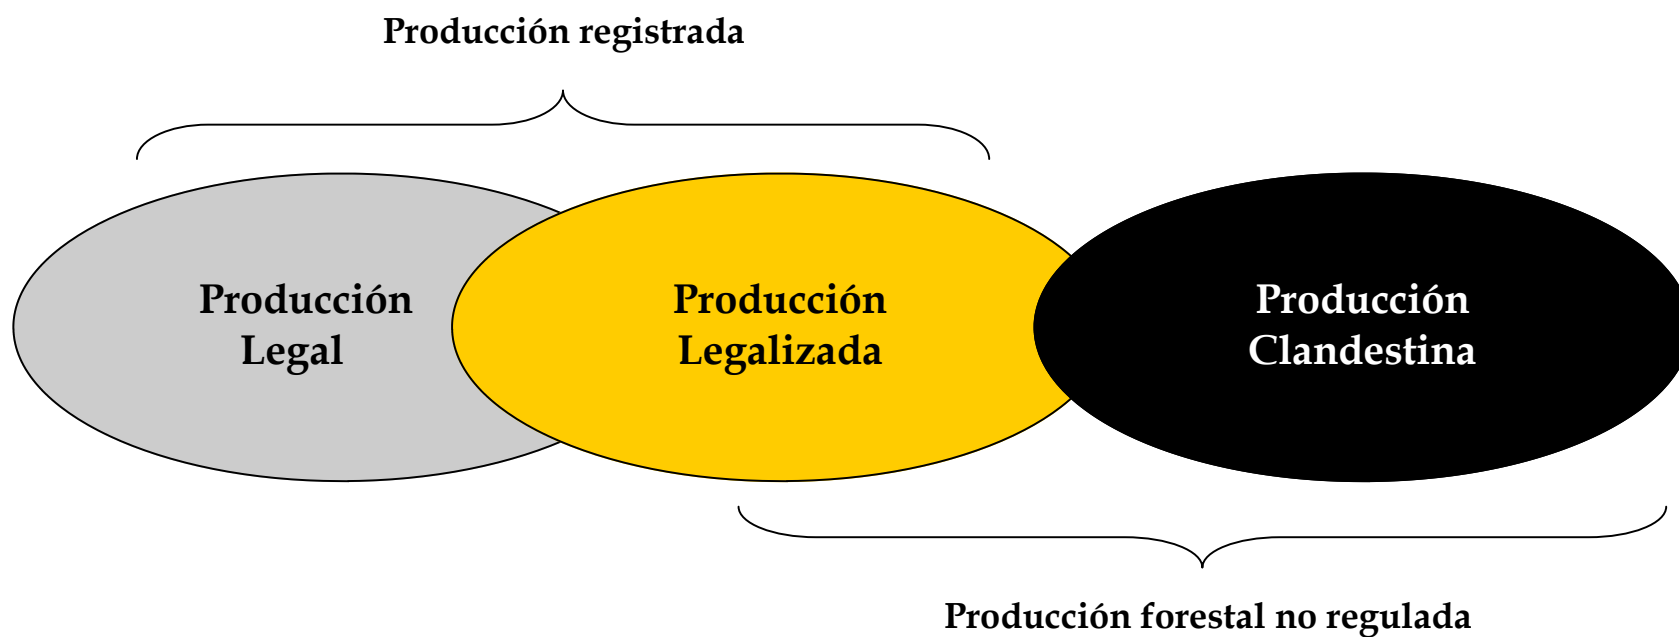 Producción registrada
Producción
Legal
Producción
Legalizada
Producción
Clandestina
Producción forestal no regulada